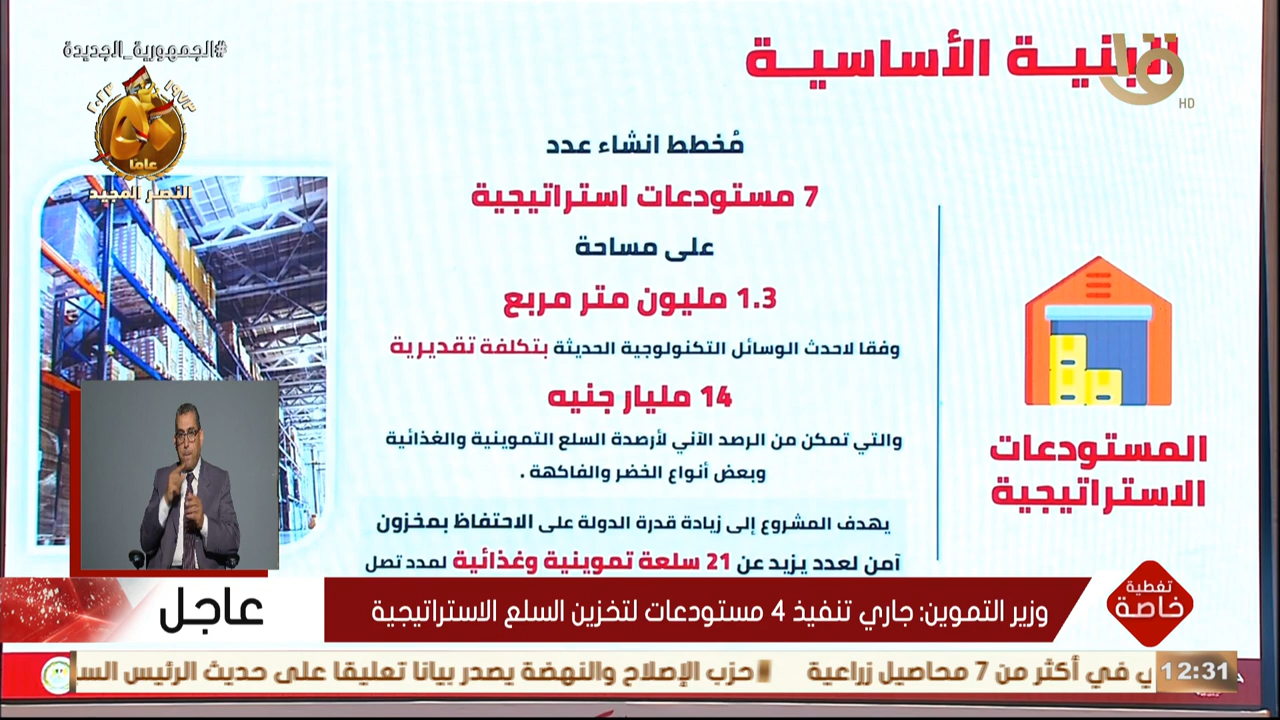 #الجمهورية_الجديدة
١٩٧٣
٢٠٢٣
عاما
النصر المجيد
HD
البنية الأساسية
مُخطط انشاء عدد
7 مستودعات استراتيجية
على مساحة
1.3 مليون متر مربع
وفقا لاحدث الوسائل التكنولوجية الحديثة بتكلفة تقديرية
14 مليار جنيه
والتي تمكن من الرصد الآني لأرصدة السلع التموينية والغذائية
وبعض أنواع الخضر والفاكهة .
يهدف المشروع إلى زيادة قدرة الدولة على الاحتفاظ بمخزون
آمن لعدد يزيد عن 21 سلعة تموينية وغذائية لمدد تصل
المستودعات
الاستراتيجية
تغطية
خاصة
وزير التموين: جاري تنفيذ 4 مستودعات لتخزين السلع الاستراتيجية
عاجل
12:31
ي في أكثر من 7 محاصيل زراعية
حزب الإصلاح والنهضة يصدر بيانا تعليقا على حديث الرئيس الس